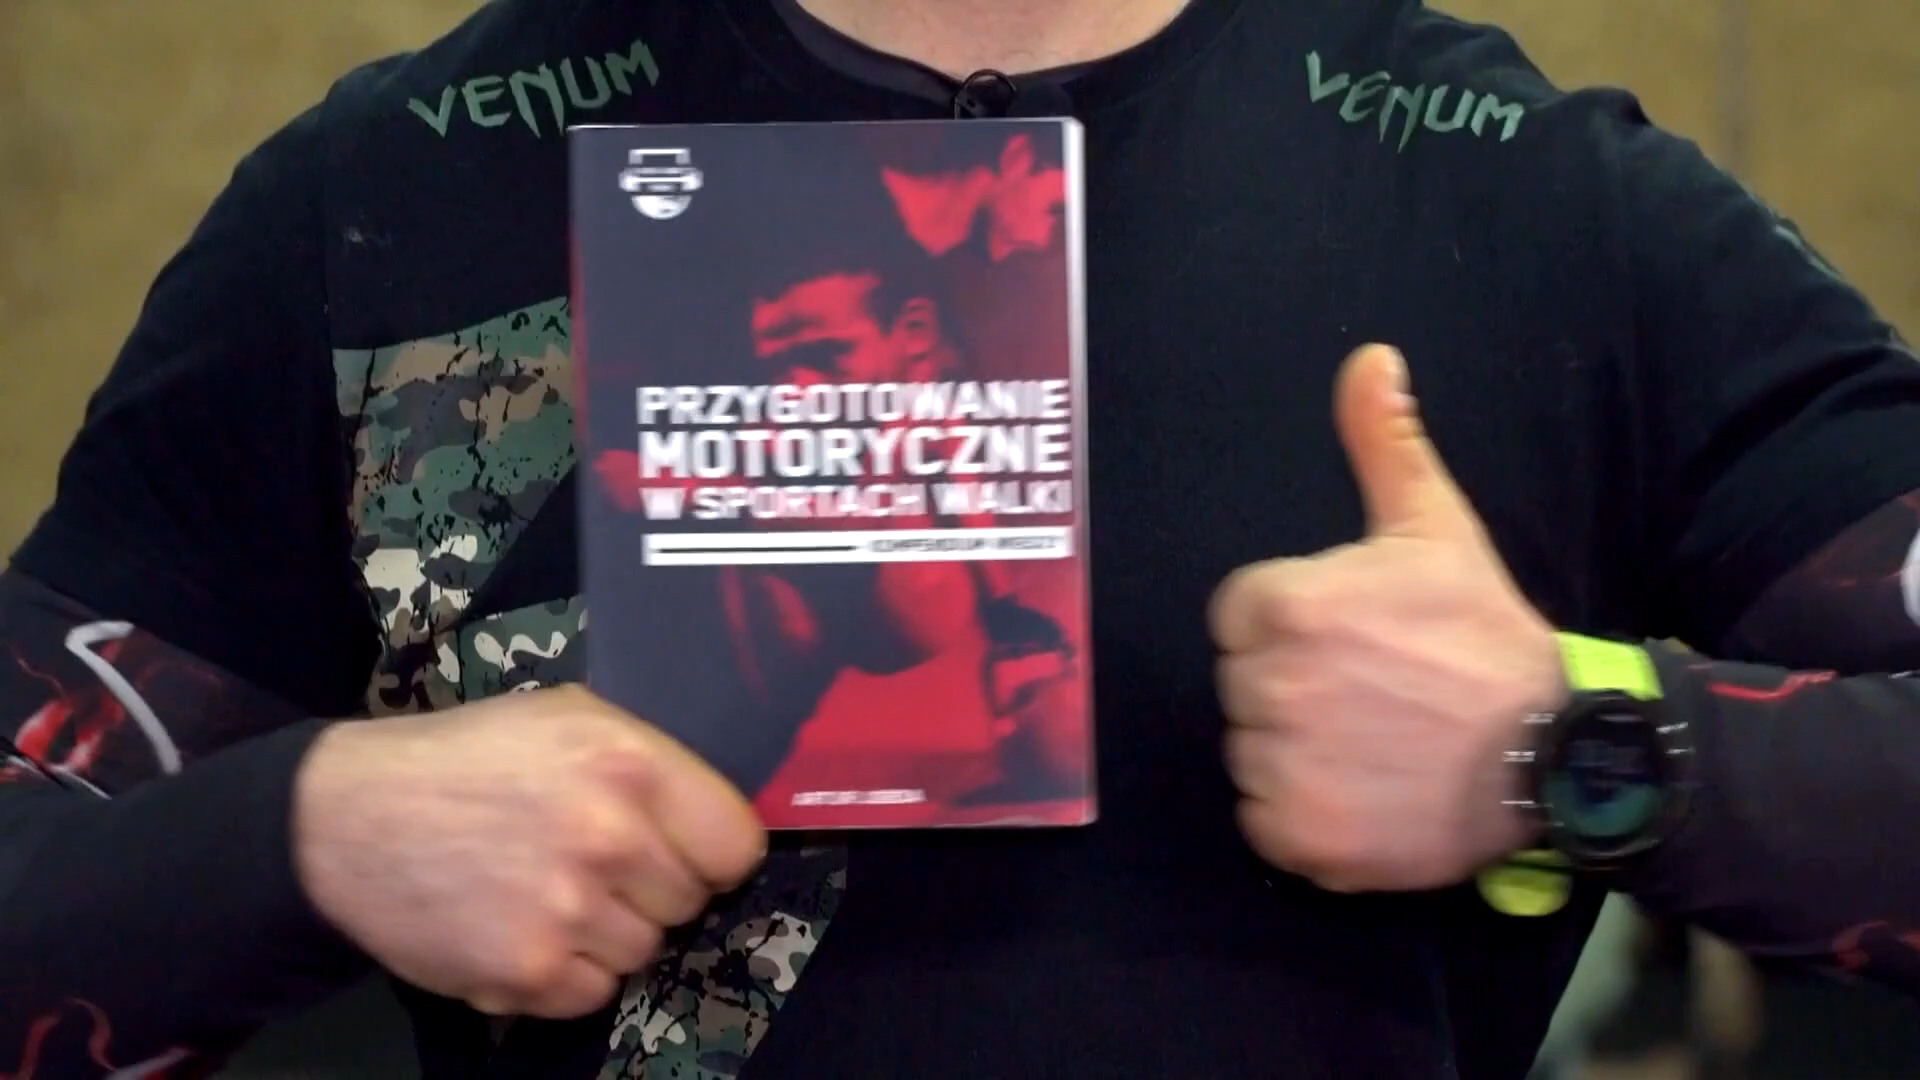 VENUM
VENUM
PRZYGOTOWANIE
MOTORYCZNE
W SPORTACH WALKI